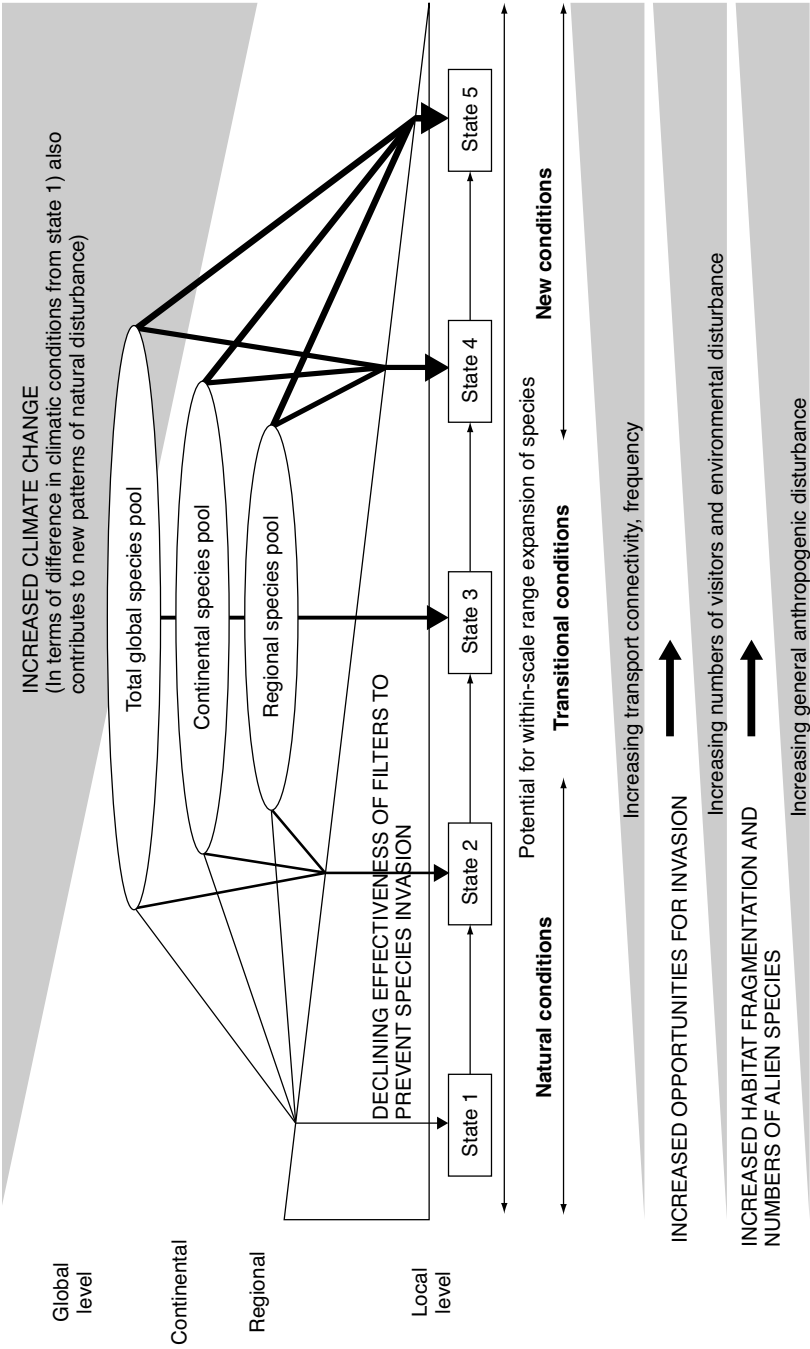 INCREASED CLIMATE CHANGE
(In terms of difference in climatic conditions from state 1) also
contributes to new patterns of natural disturbance)
Global
level
Total global species pool
Continental
Continental species pool
Regional
Regional species pool
DECLINING EFFECTIVENESS OF FILTERS TO
PREVENT SPECIES INVASION
Local
level
State 1
State 2
State 3
State 4
State 5
Potential for within-scale range expansion of species
Natural conditions
Transitional conditions
New conditions
Increasing transport connectivity, frequency
INCREASED OPPORTUNITIES FOR INVASION
Increasing numbers of visitors and environmental disturbance
INCREASED HABITAT FRAGMENTATION AND
NUMBERS OF ALIEN SPECIES
Increasing general anthropogenic disturbance